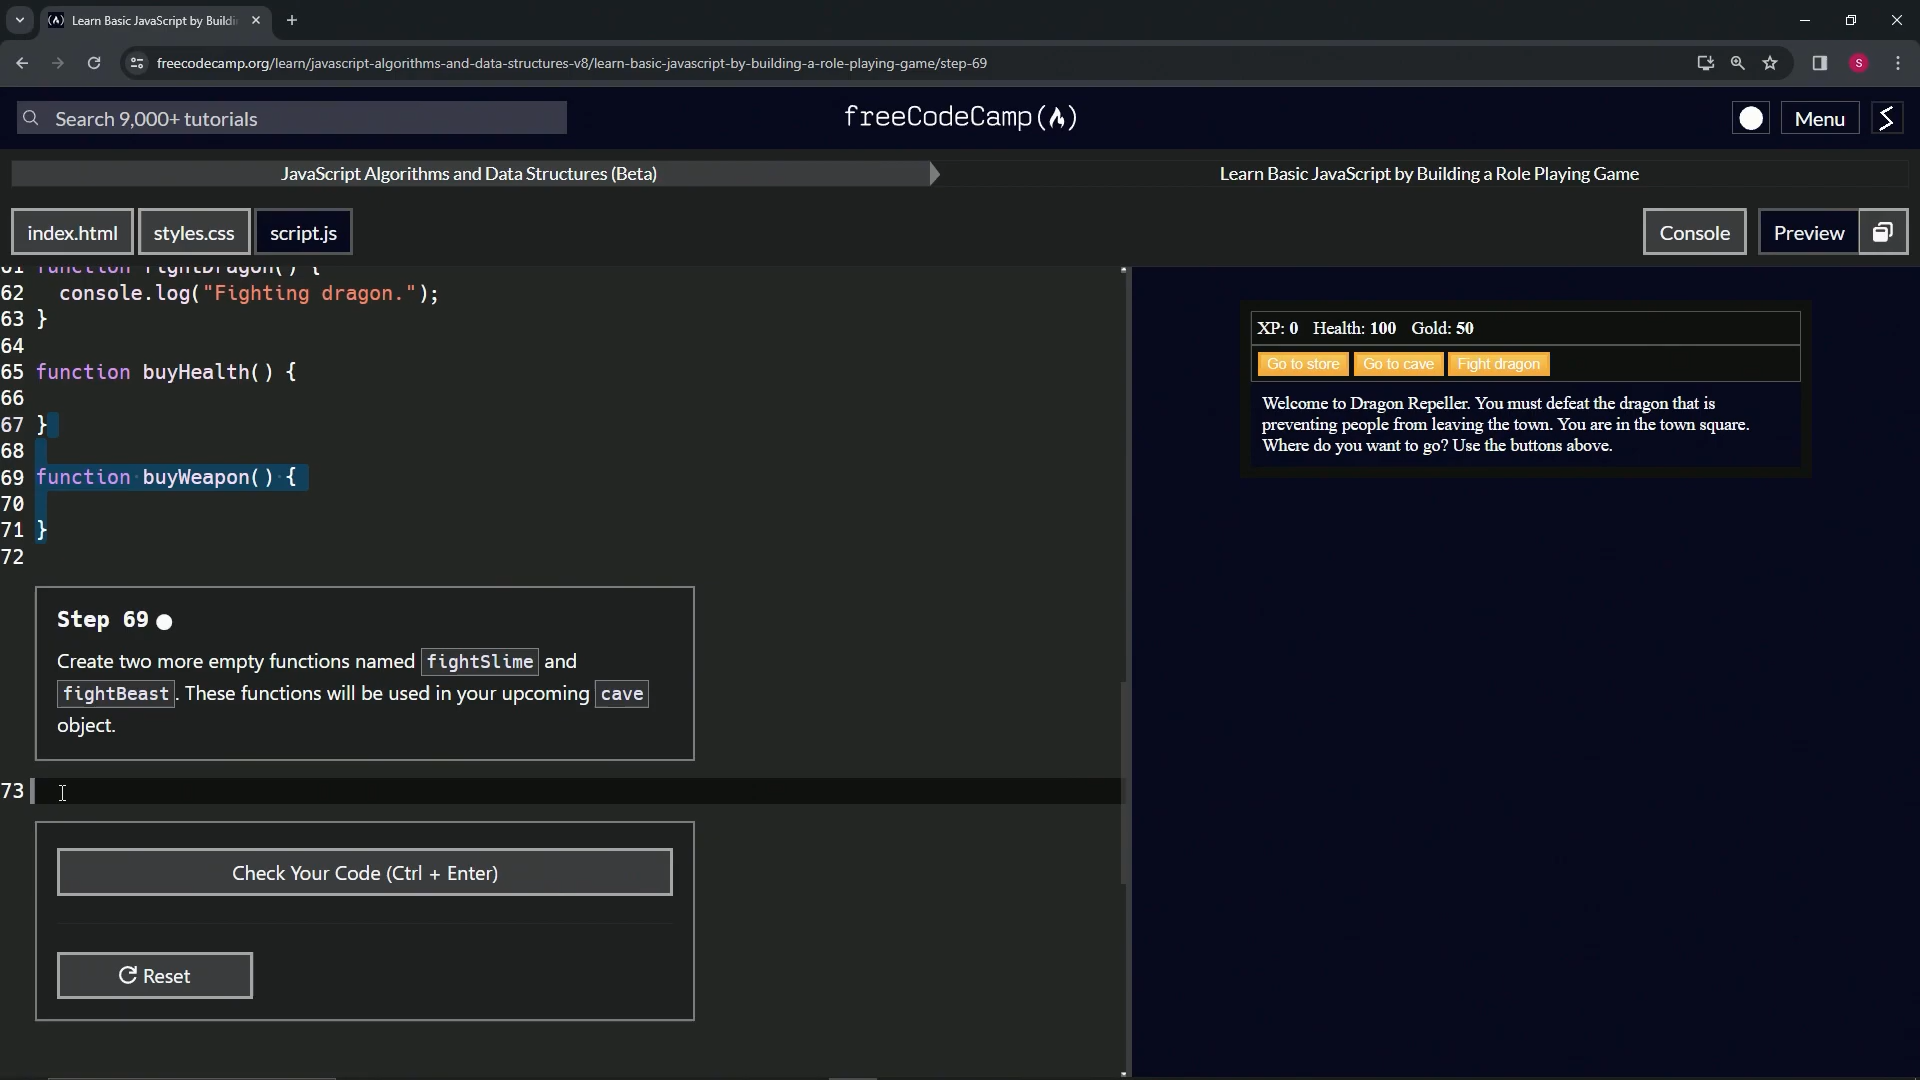 Learn Basic JavaScript by Buildi
freecodecamp.org/learn/javascript-algorithms-and-data-structures-v8/learn-basic-javascript-by-building-a-role-playing-game/step-69
S
Search 9,000+ tutorials
freeCodeCamp
Menu
JavaScript Algorithms and Data Structures (Beta)
Learn Basic JavaScript by Building a Role Playing Game
index.html
styles.css
script.js
Console
Preview
61 function fightDragon() {
62 console.log("Fighting dragon.");
63 }
64
65 function buyHealth() {
66
67 }
68
69 function buyWeapon() {
70
71 }
72
Step 69
Create two more empty functions named fightSlime and
fightBeast. These functions will be used in your upcoming cave
object.
73
Check Your Code (Ctrl + Enter)
Reset
XP: 0 Health: 100 Gold: 50
Go to store
Go to cave
Fight dragon
Welcome to Dragon Repeller. You must defeat the dragon that is
preventing people from leaving the town. You are in the town square.
Where do you want to go? Use the buttons above.